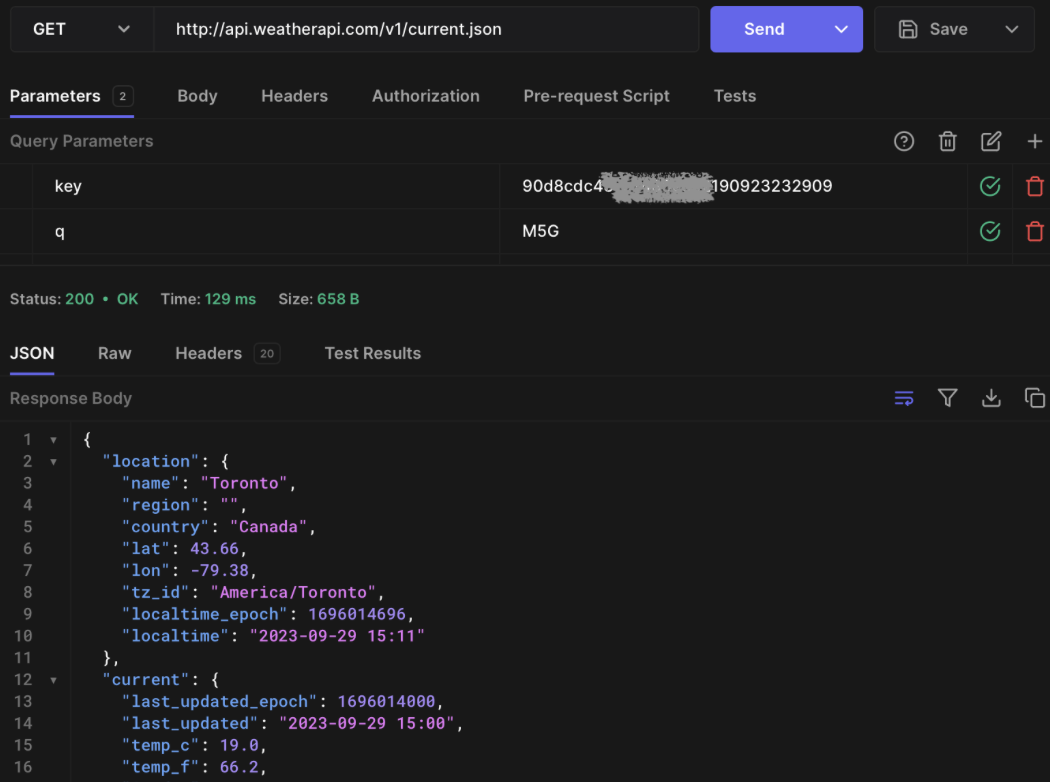 GET http://api.weatherapi.com/v1/current.json Send Save
Parameters 2 Body Headers Authorization Pre-request Script Tests
Query Parameters
key 90d8cdc4 190923232909
q M5G
Status: 200 • OK Time: 129 ms Size: 658 B
JSON Raw Headers 20 Test Results
Response Body
1 {
2 "location": {
3 "name": "Toronto",
4 "region": "",
5 "country": "Canada",
6 "lat": 43.66,
7 "lon": -79.38,
8 "tz_id": "America/Toronto",
9 "localtime_epoch": 1696014696,
10 "localtime": "2023-09-29 15:11"
11 },
12 "current": {
13 "last_updated_epoch": 1696014000,
14 "last_updated": "2023-09-29 15:00",
15 "temp_c": 19.0,
16 "temp_f": 66.2,